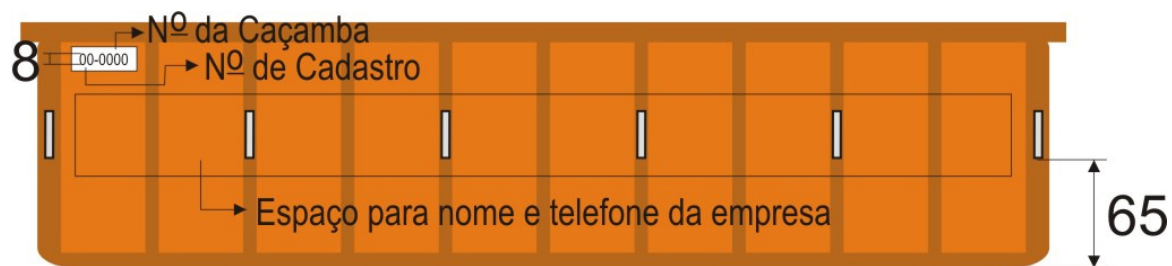 Nº da Caçamba
8
00-0000
Nº de Cadastro
Espaço para nome e telefone da empresa
65